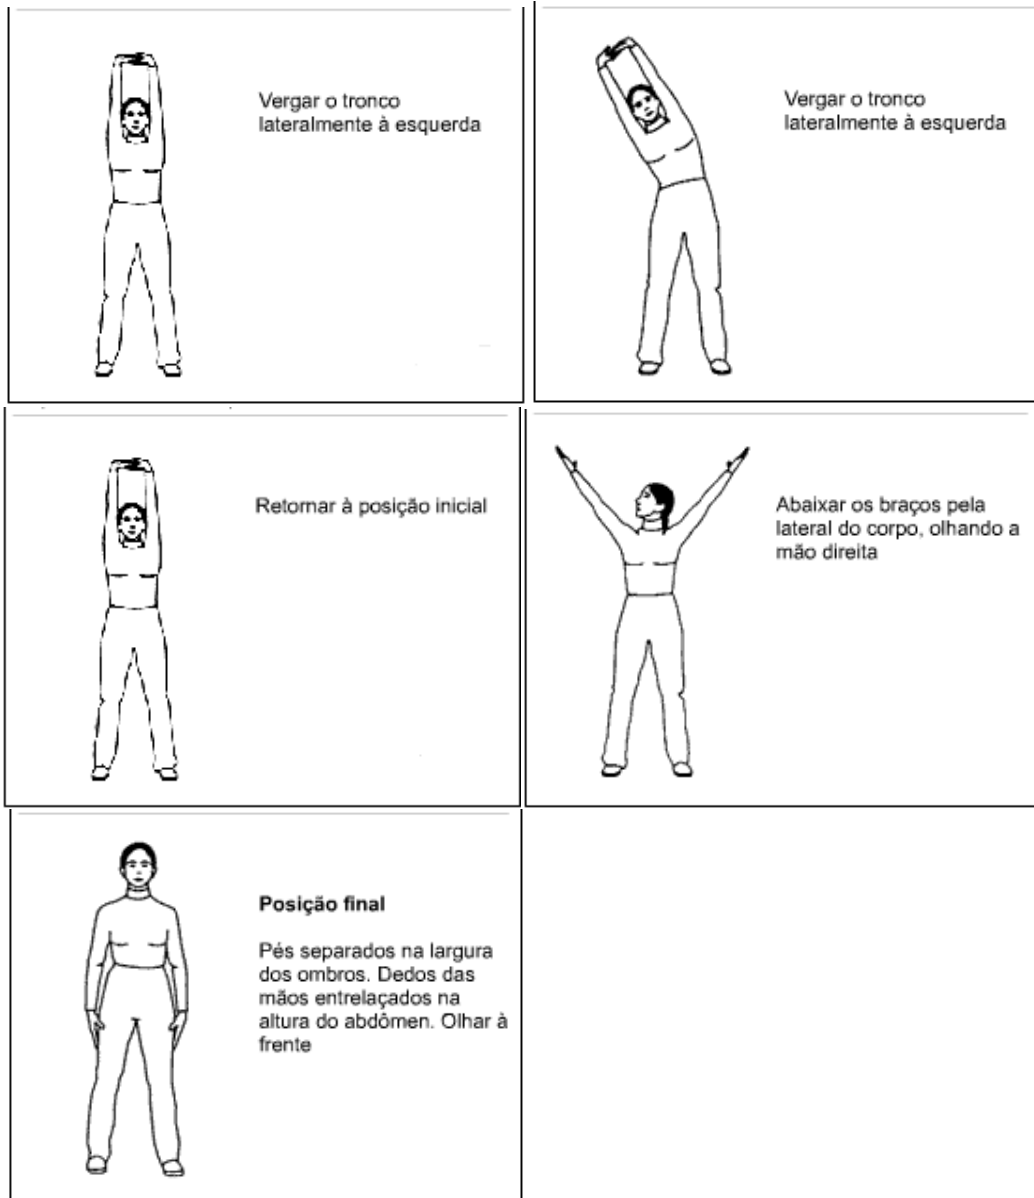 Vergar o tronco
lateralmente à esquerda
Vergar o tronco
lateralmente à esquerda
Retornar à posição inicial
Abaixar os braços pela
lateral do corpo, olhando a
mão direita
Posição final
Pés separados na largura
dos ombros. Dedos das
mãos entrelaçados na
altura do abdômen. Olhar à
frente